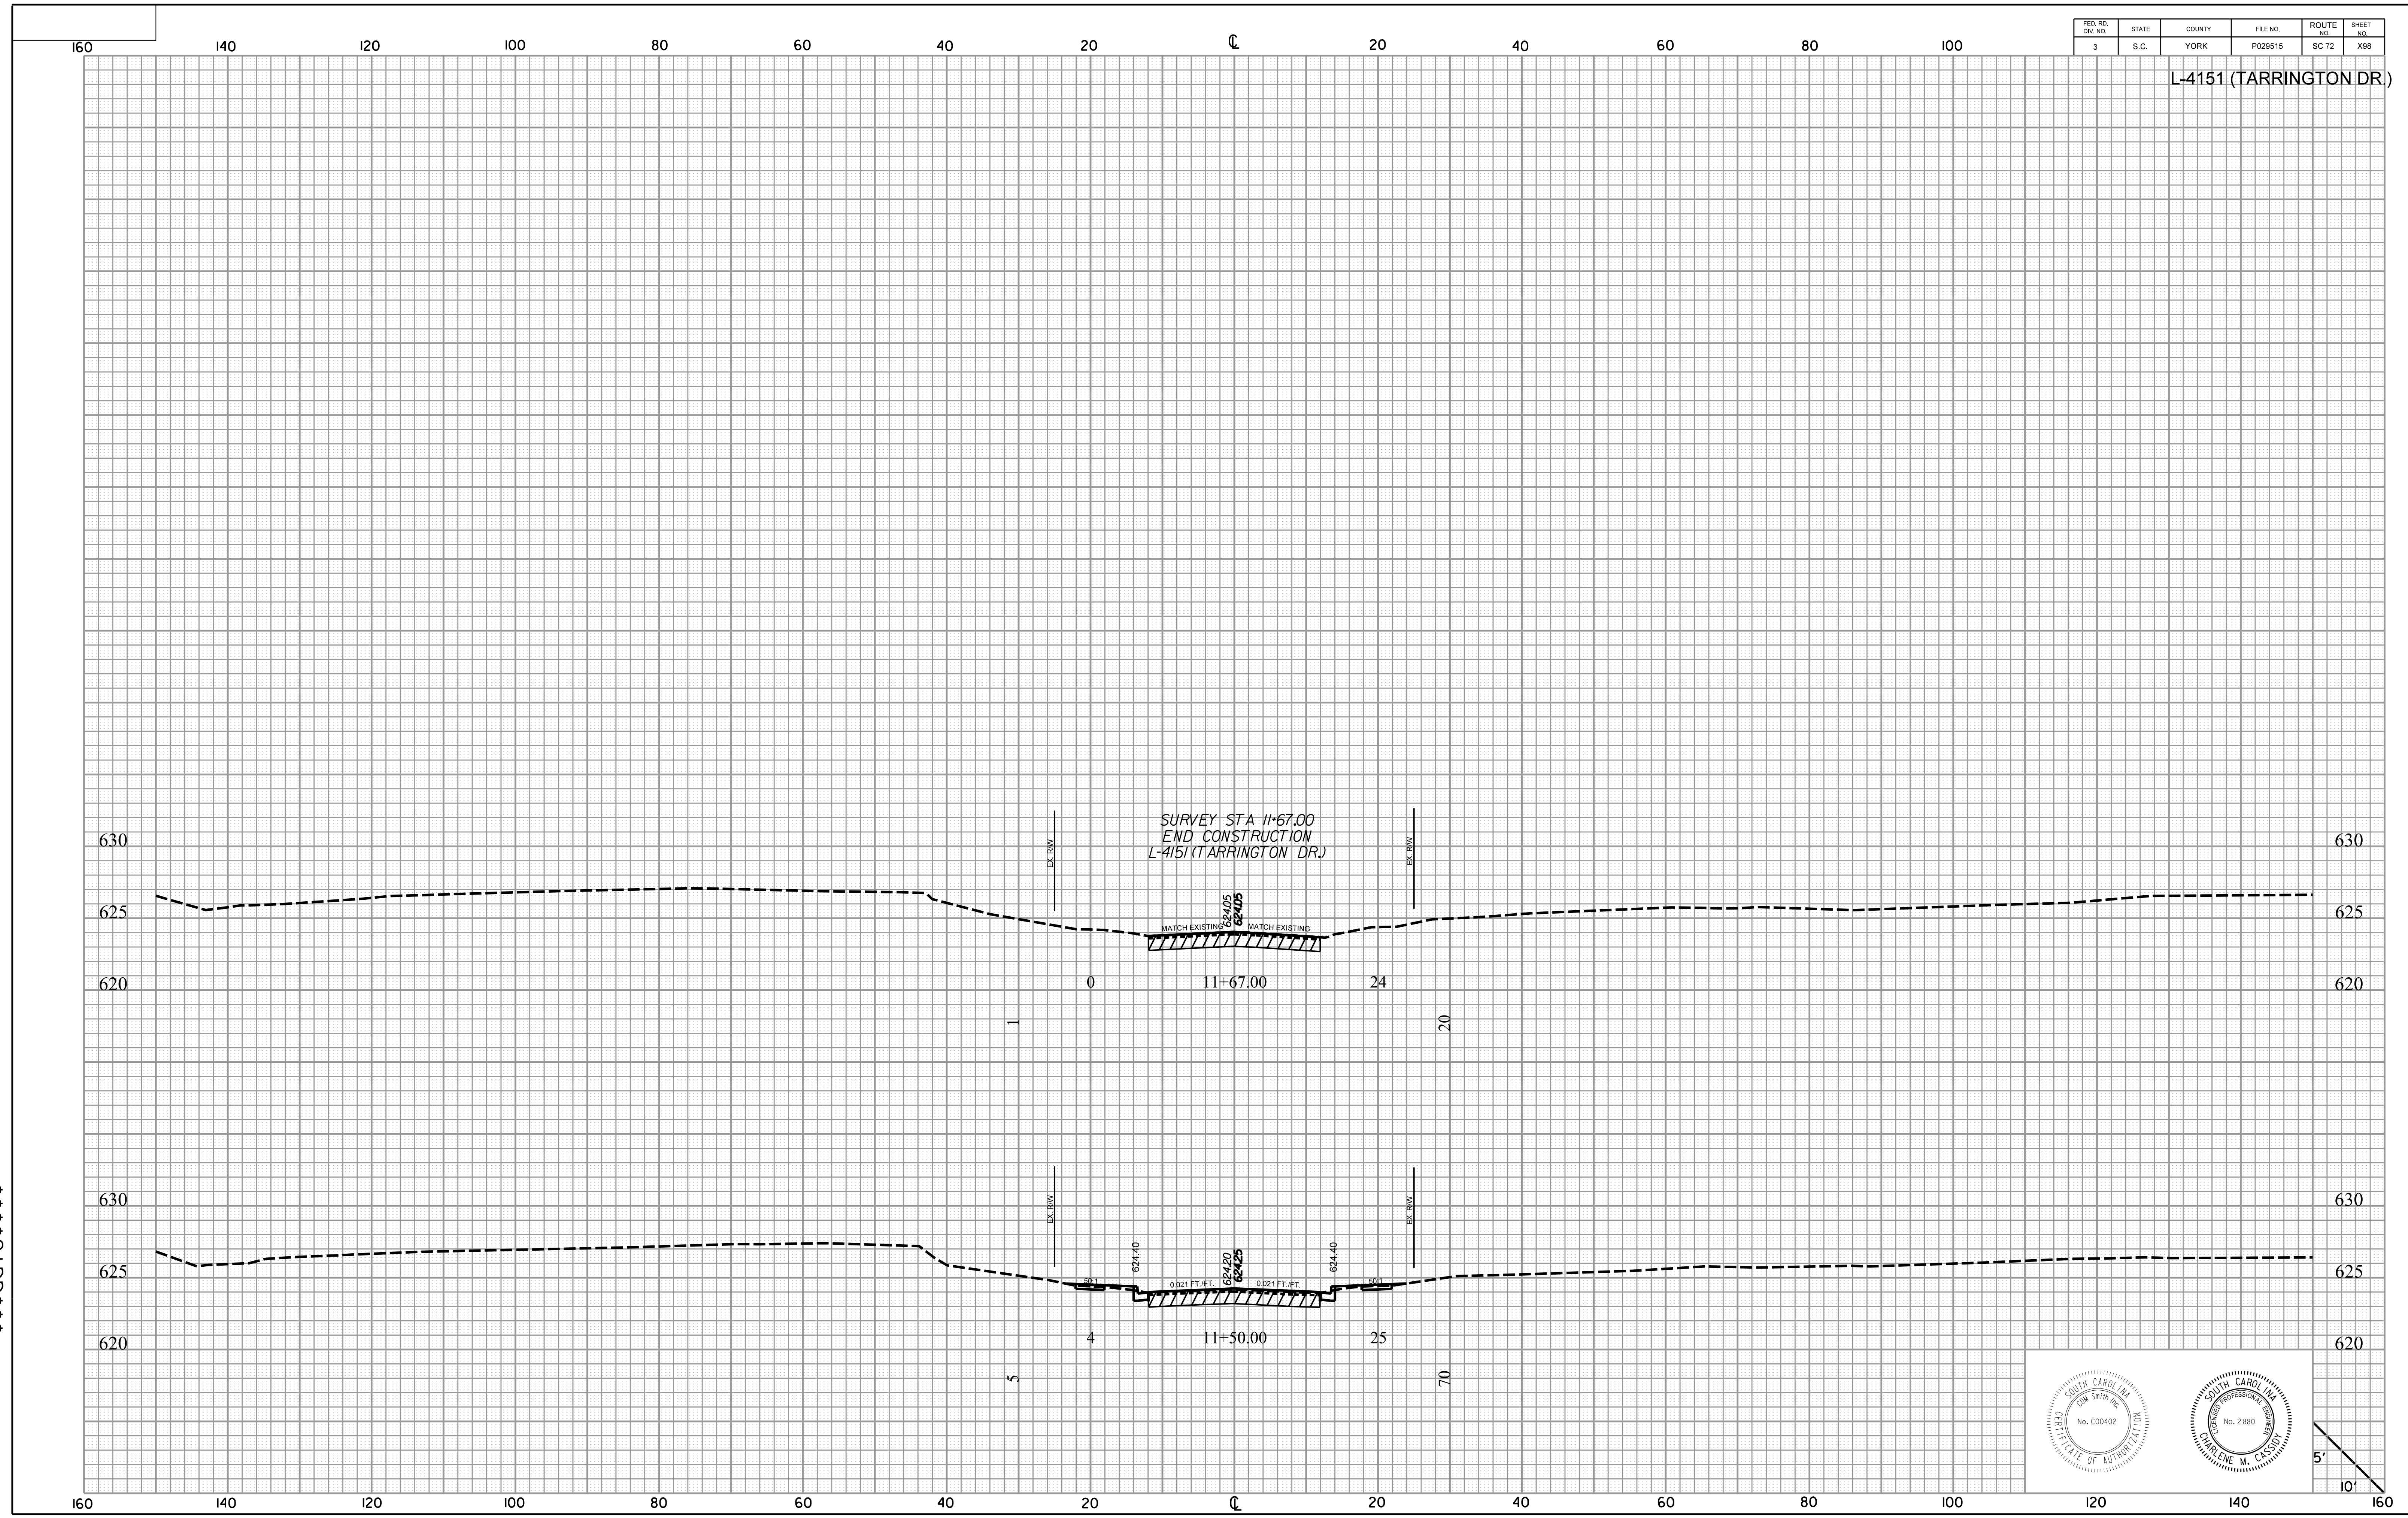 FED. RD. DIV. NO. STATE COUNTY FILE NO. ROUTE NO. SHEET NO.
3 S.C. YORK P029515 SC 72 X98
160 140 120 100 80 60 40 20 ℄ 20 40 60 80 100
L-4151 (TARRINGTON DR.)
SURVEY STA 11+67.00
END CONSTRUCTION
L-4151 (TARRINGTON DR.)
630 630
EX. R/W EX. R/W
625 625
624.05 624.05
MATCH EXISTING MATCH EXISTING
620 0 11+67.00 24 620
1 20
630 630
EX. R/W EX. R/W
624.40 624.20 624.25 624.40
625 625
50:1 0.021 FT./FT. 0.021 FT./FT. 50:1
620 4 11+50.00 25 620
5 70
SOUTH CAROLINA
CDM Smith Inc.
No. C00402
CERTIFICATE OF AUTHORIZATION
SOUTH CAROLINA
LICENSED PROFESSIONAL ENGINEER
No. 21880
CHARLENE M. CASSIDY
5'
10'
160 140 120 100 80 60 40 20 ℄ 20 40 60 80 100 120 140 160